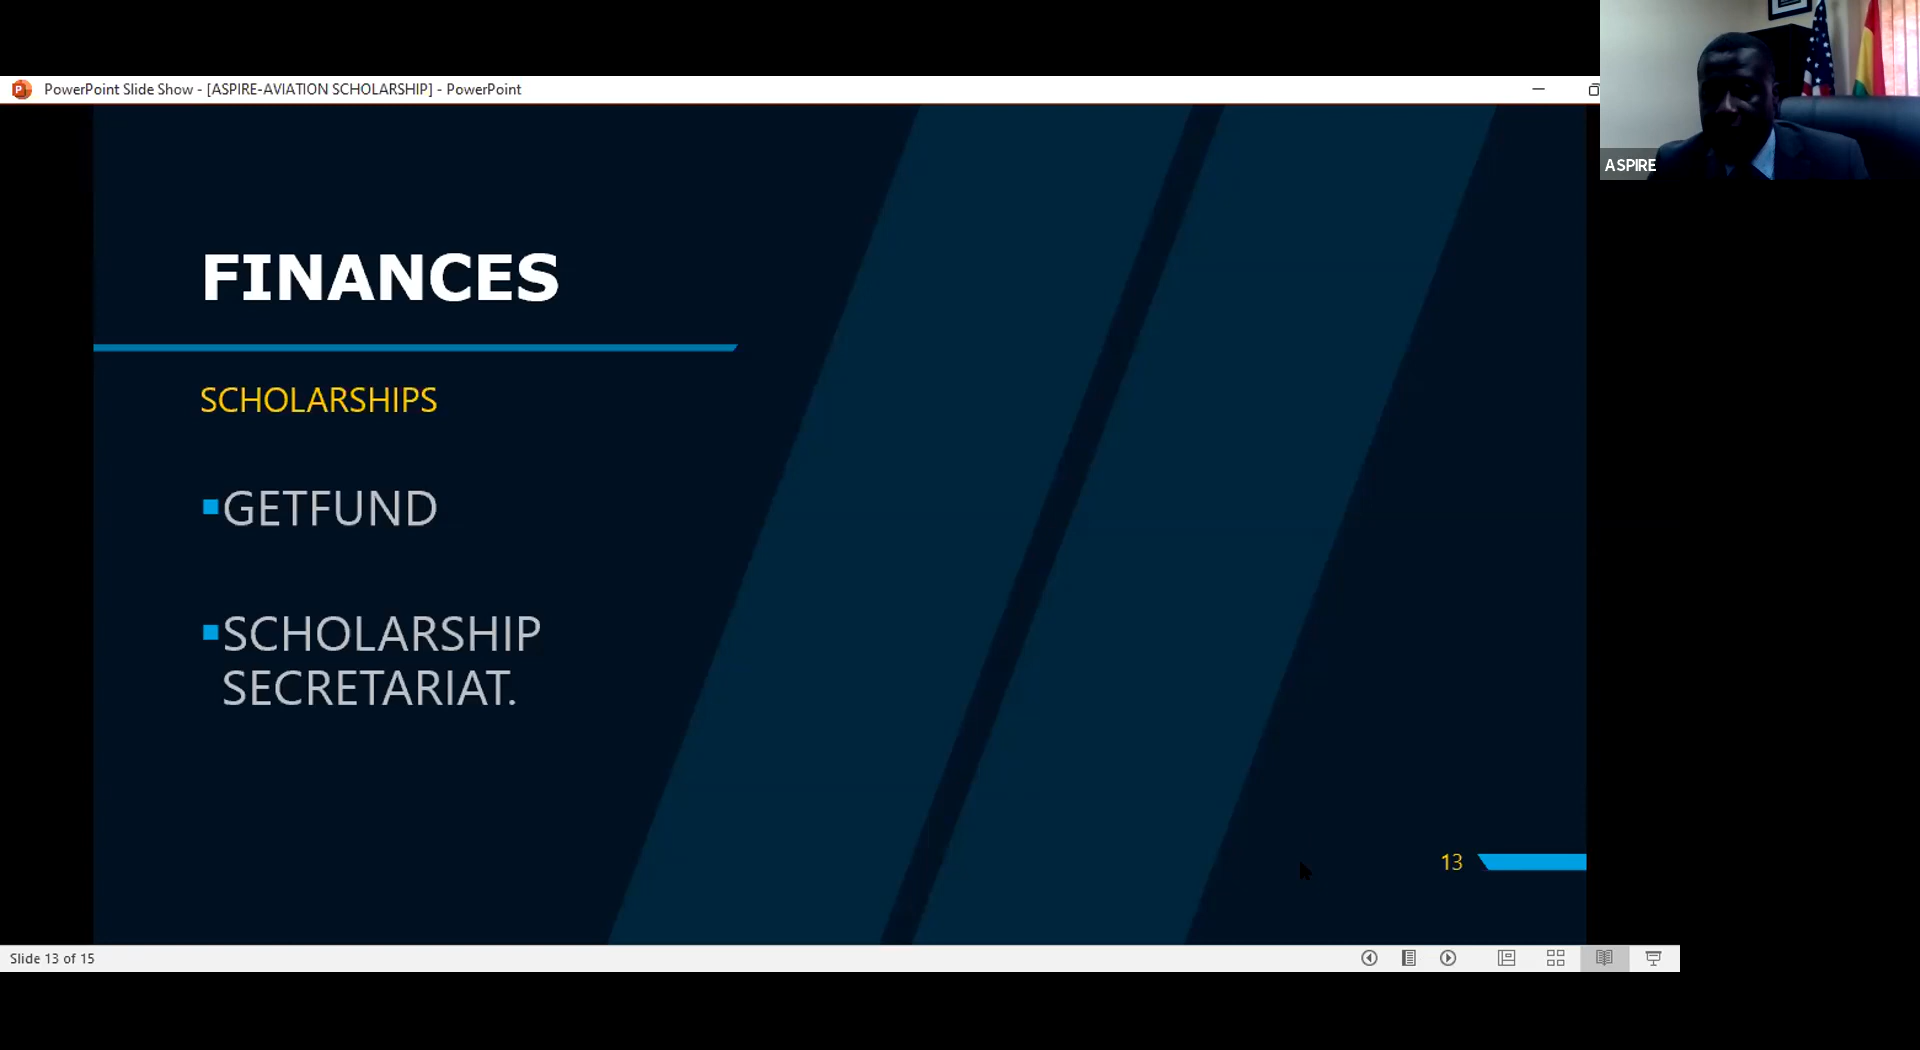 PowerPoint Slide Show - [ASPIRE-AVIATION SCHOLARSHIP] - PowerPoint
ASPIRE
FINANCES
SCHOLARSHIPS
GETFUND
SCHOLARSHIP
SECRETARIAT.
13
Slide 13 of 15